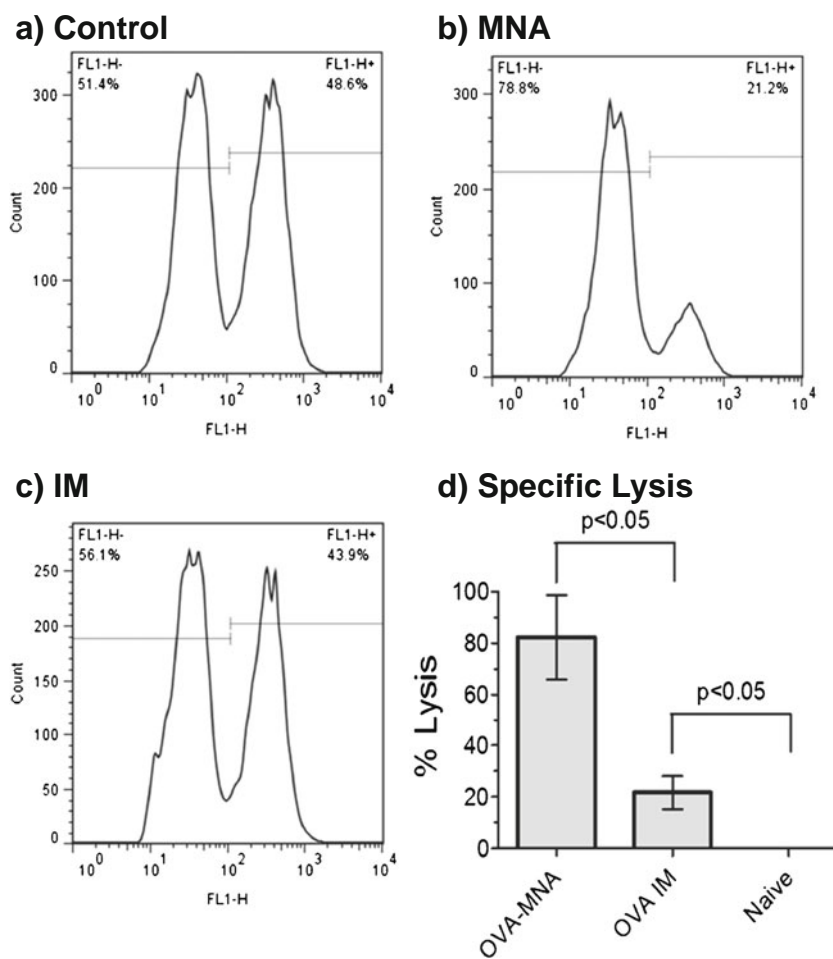 a) Control
FL1-H-
51.4%
FL1-H+
48.6%
300
200
100
0
Count
10^0 10^1 10^2 10^3 10^4
FL1-H
b) MNA
FL1-H-
78.8%
FL1-H+
21.2%
300
200
100
0
Count
10^0 10^1 10^2 10^3 10^4
FL1-H
c) IM
FL1-H-
56.1%
FL1-H+
43.9%
250
200
150
100
50
0
Count
10^0 10^1 10^2 10^3 10^4
FL1-H
d) Specific Lysis
p<0.05
p<0.05
100
80
60
40
20
0
% Lysis
OVA-MNA
OVA IM
Naive